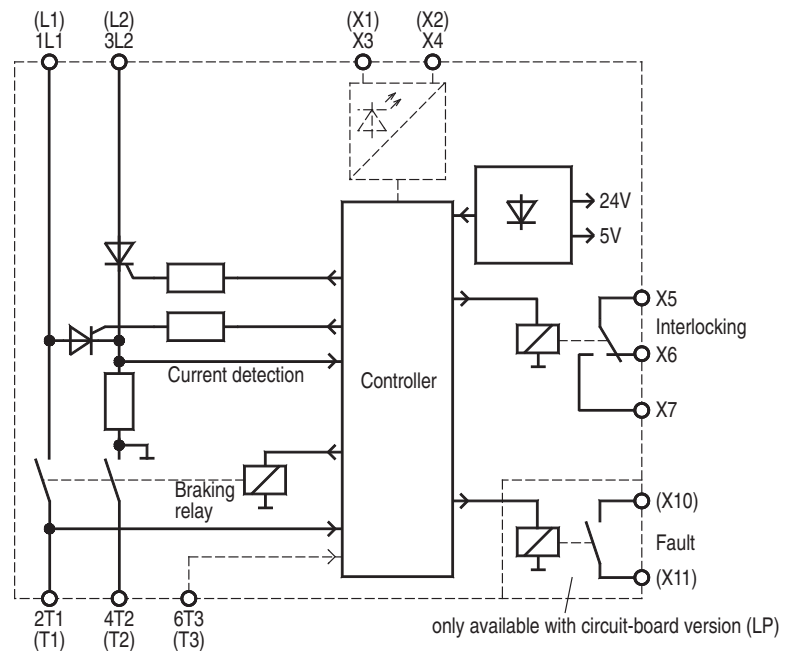 (L1) (L2) (X1) (X2)
1L1 3L2 X3 X4
24V
5V
X5
Interlocking
X6
Current detection
Controller
X7
Braking
relay
(X10)
Fault
(X11)
2T1 4T2 6T3
(T1) (T2) (T3)
only available with circuit-board version (LP)